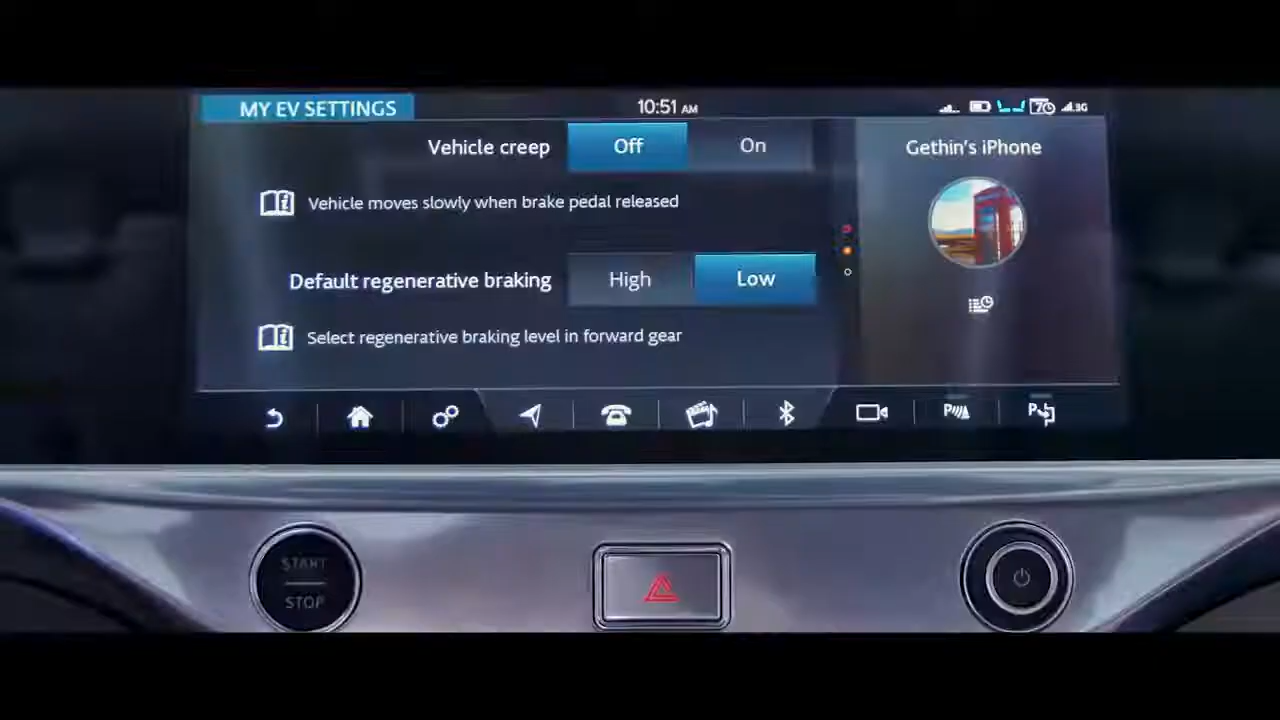 MY EV SETTINGS
10:51 AM
3G
Vehicle creep Off On
Gethin's iPhone
Vehicle moves slowly when brake pedal released
Default regenerative braking High Low
Select regenerative braking level in forward gear
P P
START
STOP